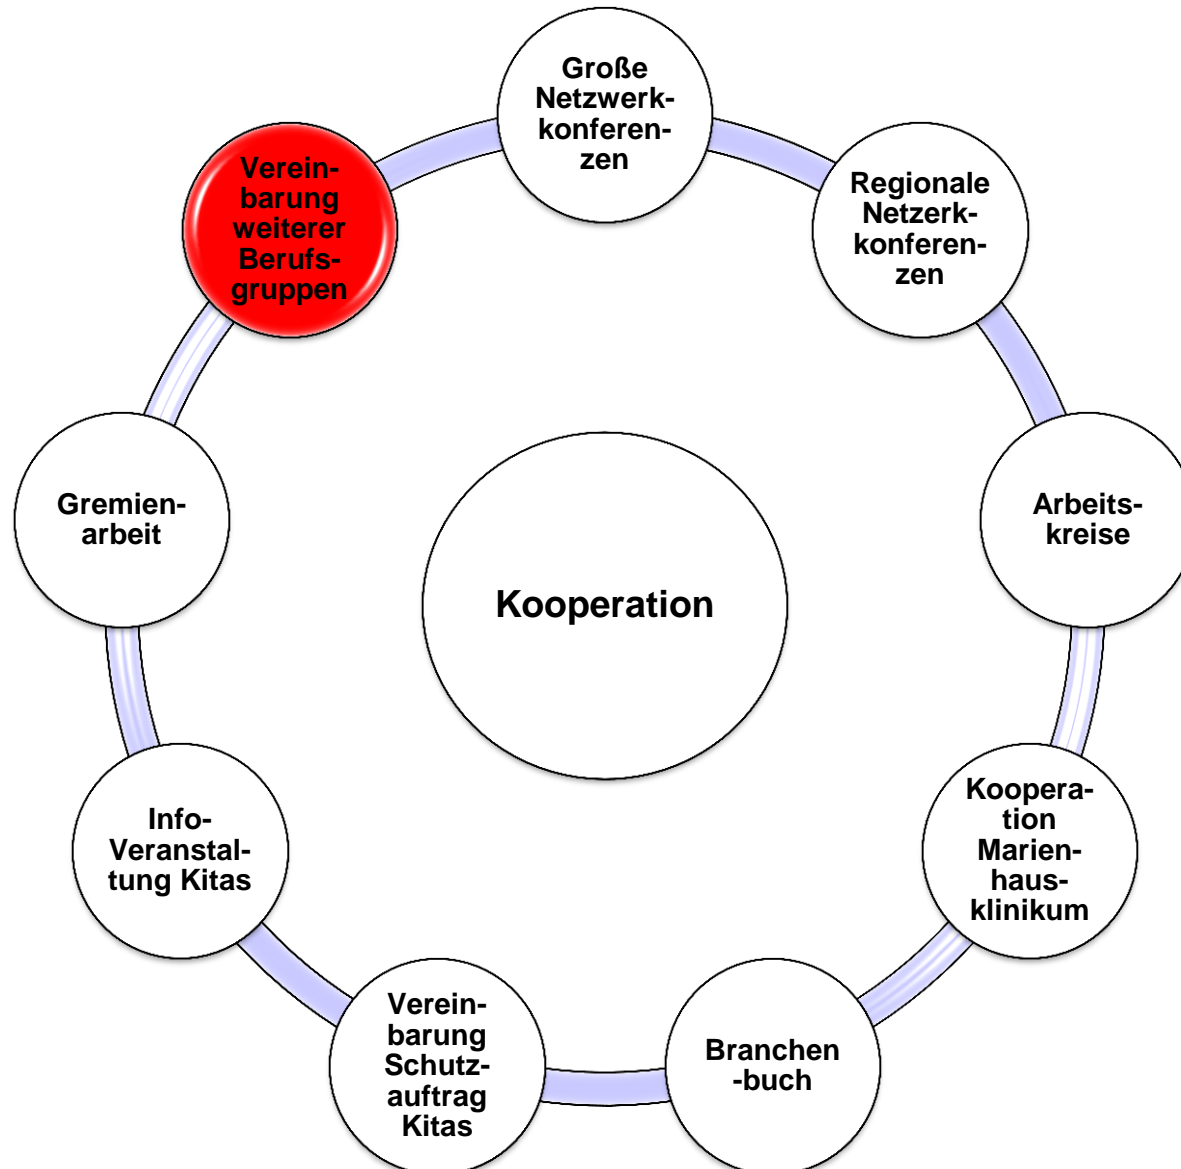 Große
Netzwerk-
konferen-
zen
Regionale
Netzerk-
konferen-
zen
Arbeits-
kreise
Koopera-
tion
Marien-
haus-
klinikum
Branchen
-buch
Verein-
barung
Schutz-
auftrag
Kitas
Info-
Veranstal-
tung Kitas
Gremien-
arbeit
Verein-
barung
weiterer
Berufs-
gruppen
Kooperation